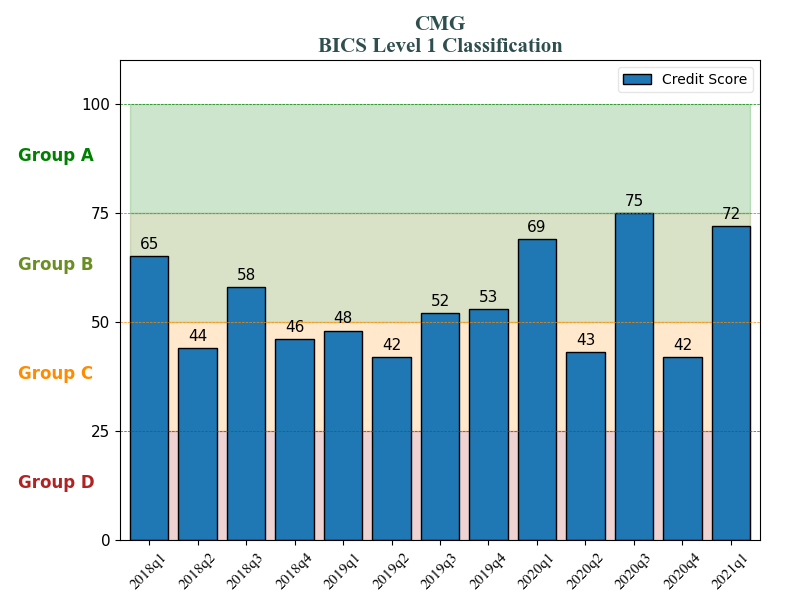 CMG
BICS Level 1 Classification
Credit Score
100
75
50
25
0
Group A
Group B
Group C
Group D
65
44
58
46
48
42
52
53
69
43
75
42
72
2018q1
2018q2
2018q3
2018q4
2019q1
2019q2
2019q3
2019q4
2020q1
2020q2
2020q3
2020q4
2021q1